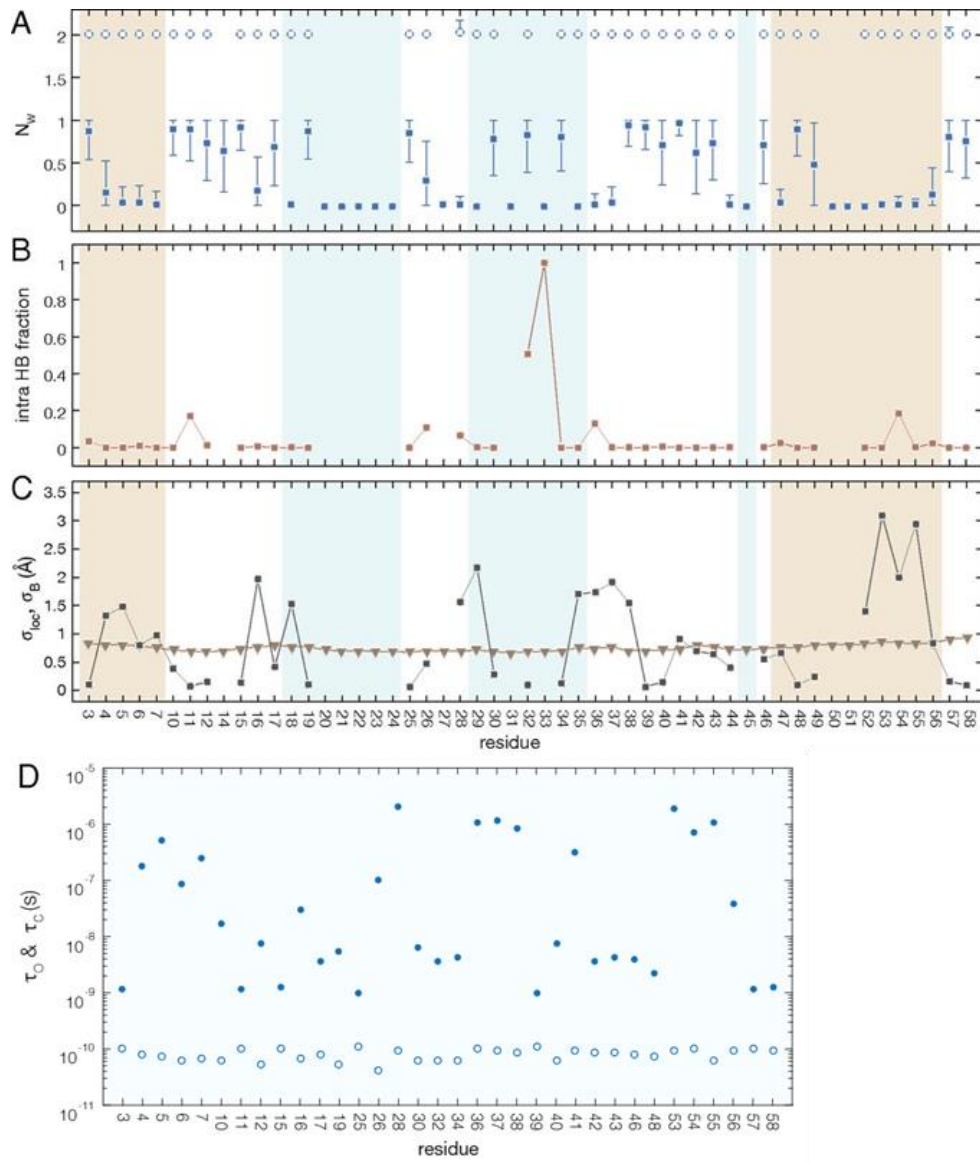 A
2
1.5
1
0.5
0
N_w
B
1
0.8
0.6
0.4
0.2
0
intra HB fraction
C
3.5
3
2.5
2
1.5
1
0.5
0
σ_loc, σ_B (Å)
3 4 5 6 7 10 11 12 14 15 16 17 18 19 20 21 22 23 24 25 26 27 28 29 30 31 32 33 34 35 36 37 38 39 40 41 42 43 44 45 46 47 48 49 50 51 52 53 54 55 56 57 58
residue
D
10^-5
10^-6
10^-7
10^-8
10^-9
10^-10
10^-11
τ_O & τ_C (s)
3 4 5 6 7 10 11 12 15 16 17 19 25 26 28 30 32 34 36 37 38 39 40 41 42 43 46 48 53 54 55 56 57 58
residue